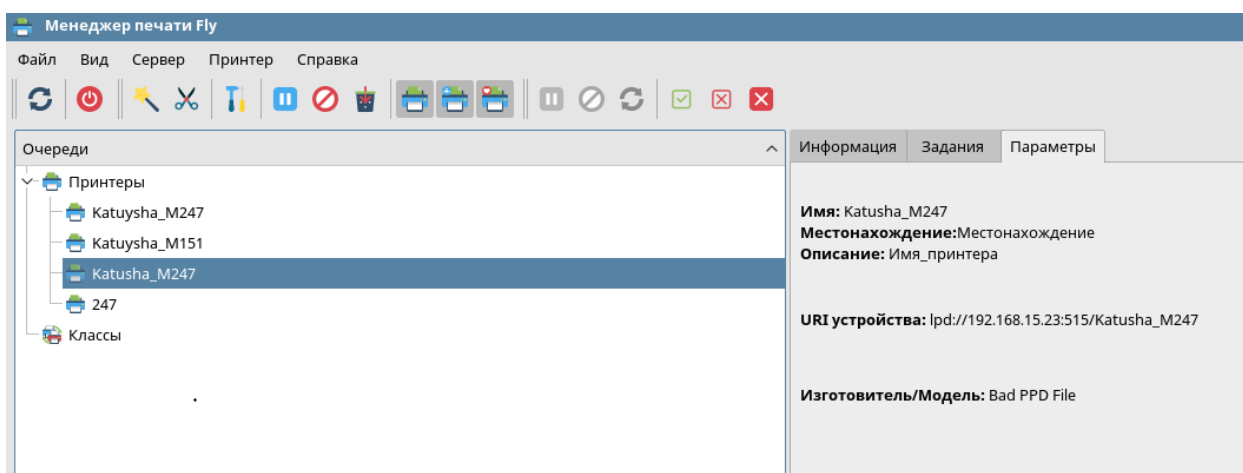 Менеджер печати Fly
Файл Вид Сервер Принтер Справка
Очереди
Принтеры
Katuysha_M247
Katuysha_M151
Katusha_M247
247
Классы
Информация Задания Параметры
Имя: Katusha_M247
Местонахождение:Местонахождение
Описание: Имя_принтера
URI устройства: lpd://192.168.15.23:515/Katusha_M247
Изготовитель/Модель: Bad PPD File